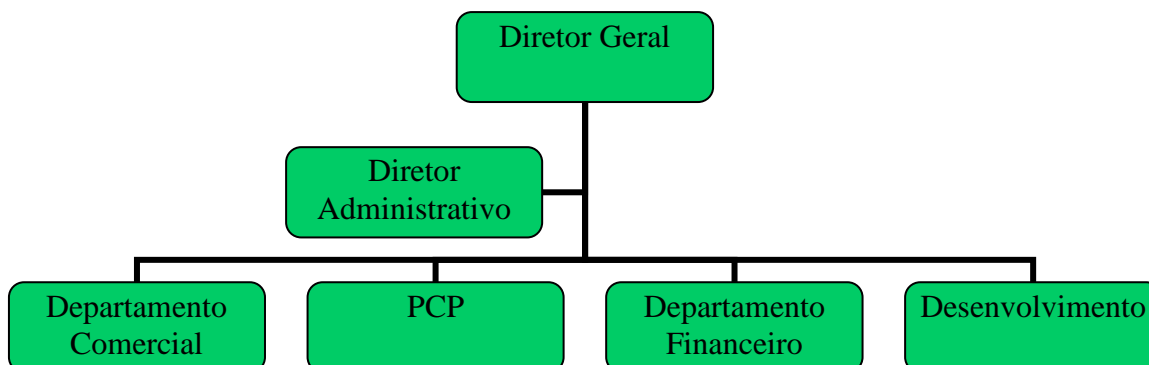 Diretor Geral
Diretor
Administrativo
Departamento
Comercial
PCP
Departamento
Financeiro
Desenvolvimento